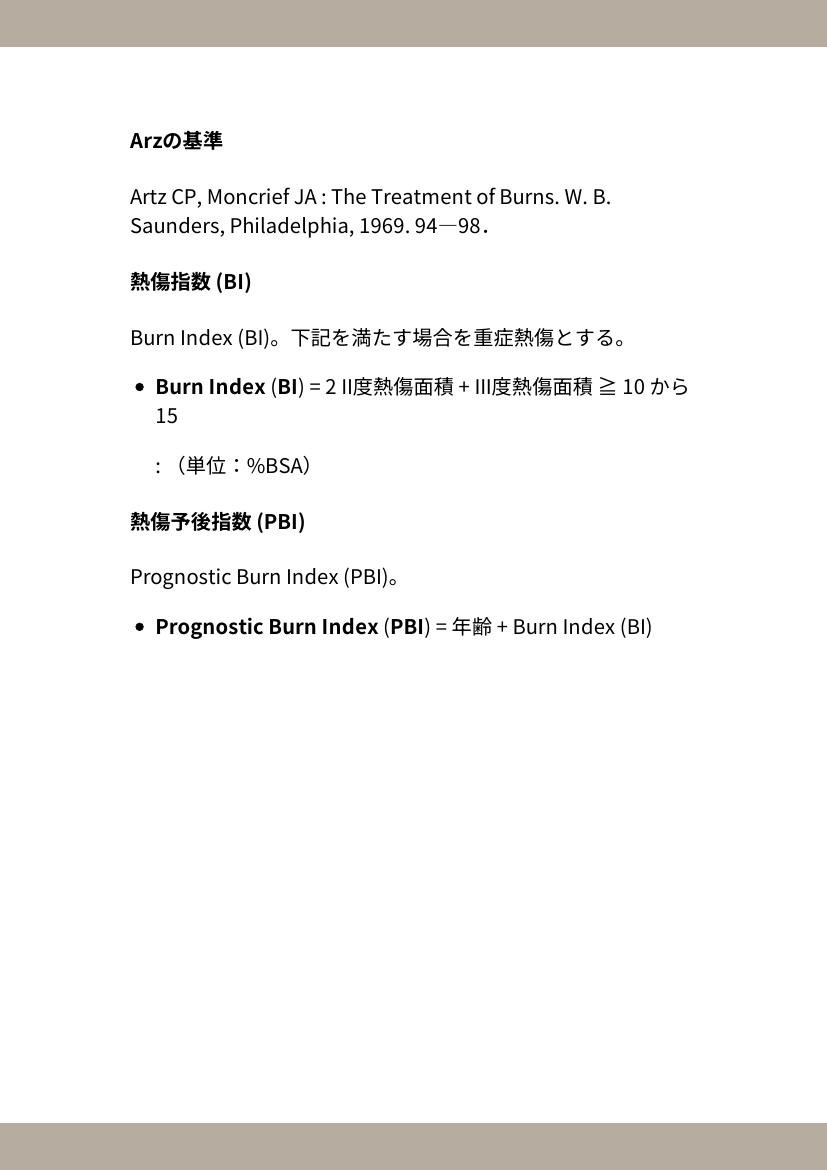 Arzの基準
Artz CP, Moncrief JA : The Treatment of Burns. W. B.
Saunders, Philadelphia, 1969. 94―98．
熱傷指数 (BI)
Burn Index (BI)。下記を満たす場合を重症熱傷とする。
• Burn Index (BI) = 2 II度熱傷面積 + III度熱傷面積 ≧ 10 から
15
: （単位：%BSA）
熱傷予後指数 (PBI)
Prognostic Burn Index (PBI)。
• Prognostic Burn Index (PBI) = 年齢 + Burn Index (BI)